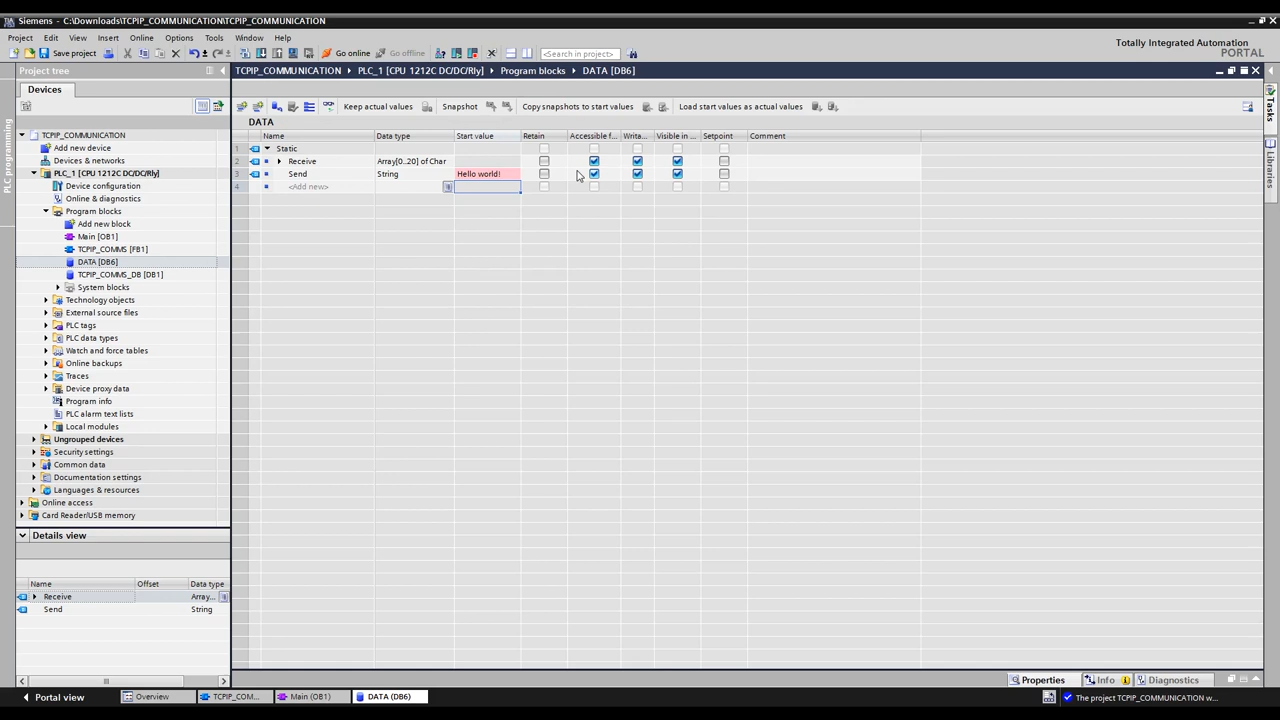 Siemens - C:\Downloads\TCPIP_COMMUNICATION\TCPIP_COMMUNICATION
Project Edit View Insert Online Options Tools Window Help
Totally Integrated Automation
PORTAL
Save project Go online Go offline <Search in project>
Project tree
TCPIP_COMMUNICATION PLC_1 [CPU 1212C DC/DC/Rly] Program blocks DATA [DB6]
Devices
PLC programming
Tasks
Libraries
Keep actual values Snapshot Copy snapshots to start values Load start values as actual values
DATA
Name Data type Start value Retain Accessible f... Writa... Visible in ... Setpoint Comment
1 Static
2 Receive Array[0..20] of Char
3 Send String Hello world!
4 <Add new>
TCPIP_COMMUNICATION
Add new device
Devices & networks
PLC_1 [CPU 1212C DC/DC/Rly]
Device configuration
Online & diagnostics
Program blocks
Add new block
Main [OB1]
TCPIP_COMMS [FB1]
DATA [DB6]
TCPIP_COMMS_DB [DB1]
System blocks
Technology objects
External source files
PLC tags
PLC data types
Watch and force tables
Online backups
Traces
Device proxy data
Program info
PLC alarm text lists
Local modules
Ungrouped devices
Security settings
Common data
Documentation settings
Languages & resources
Online access
Card Reader/USB memory
Details view
Name Offset Data type
Receive Array...
Send String
Properties Info Diagnostics
Portal view Overview TCPIP_COM... Main (OB1) DATA (DB6) The project TCPIP_COMMUNICATION w...